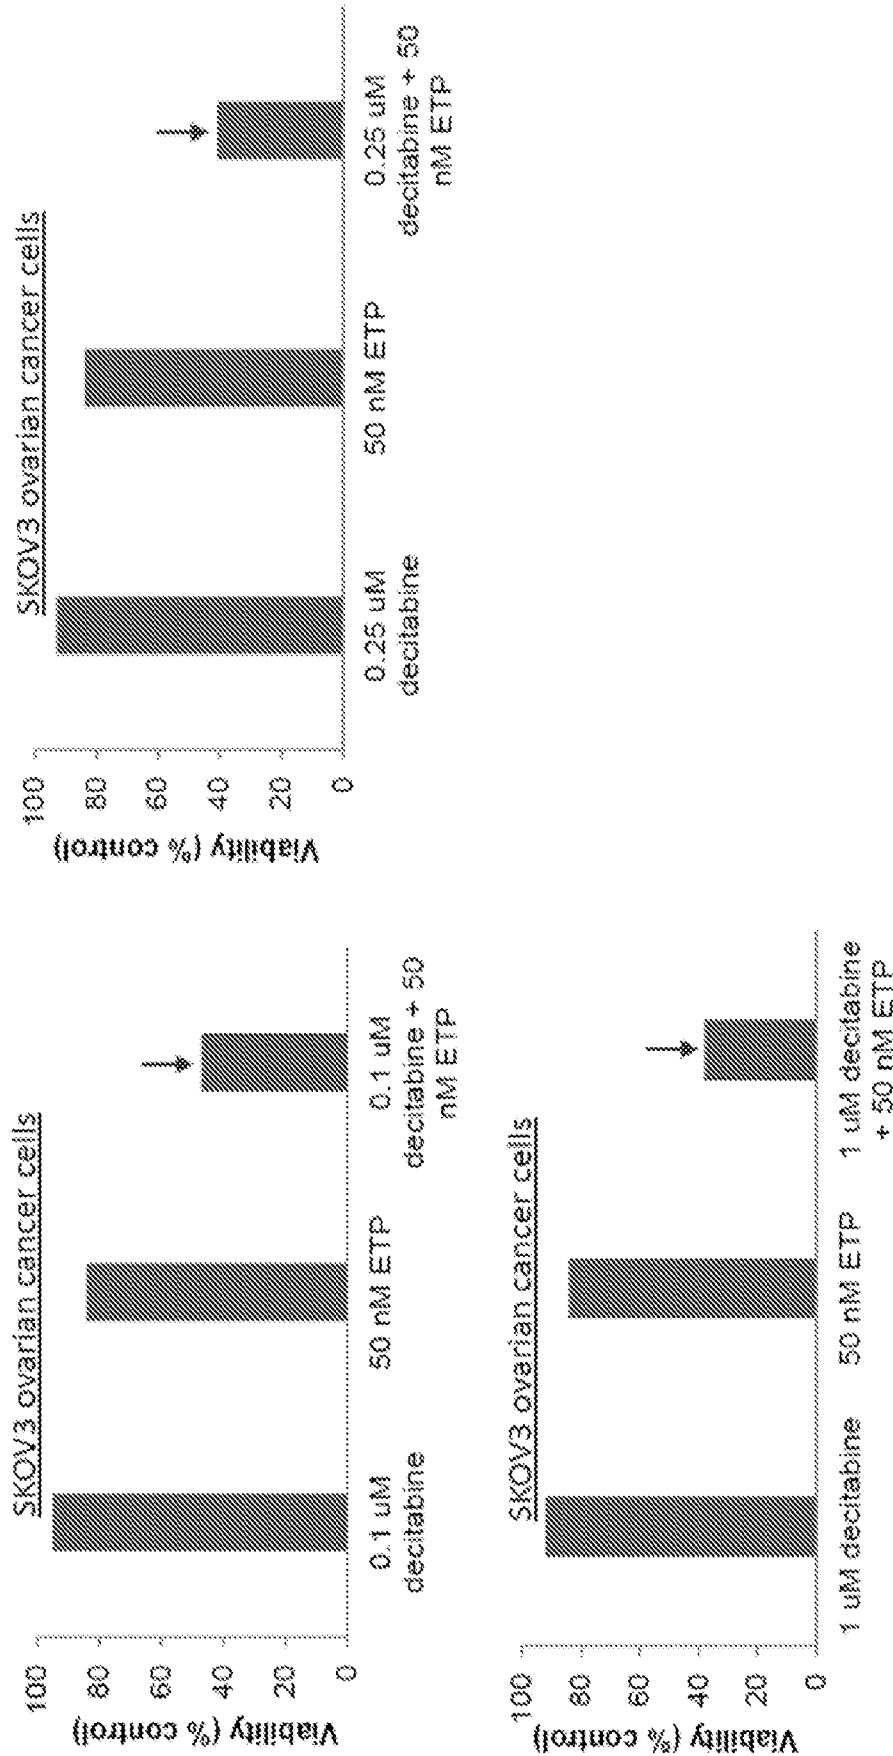 SKOV3 ovarian cancer cells
Viability (% control)
100
80
60
40
20
0
0.1 uM
decitabine
50 nM ETP
0.1 uM
decitabine + 50
nM ETP
SKOV3 ovarian cancer cells
Viability (% control)
100
80
60
40
20
0
0.25 uM
decitabine
50 nM ETP
0.25 uM
decitabine + 50
nM ETP
SKOV3 ovarian cancer cells
Viability (% control)
100
80
60
40
20
0
1 uM decitabine
50 nM ETP
1 uM decitabine
+ 50 nM ETP